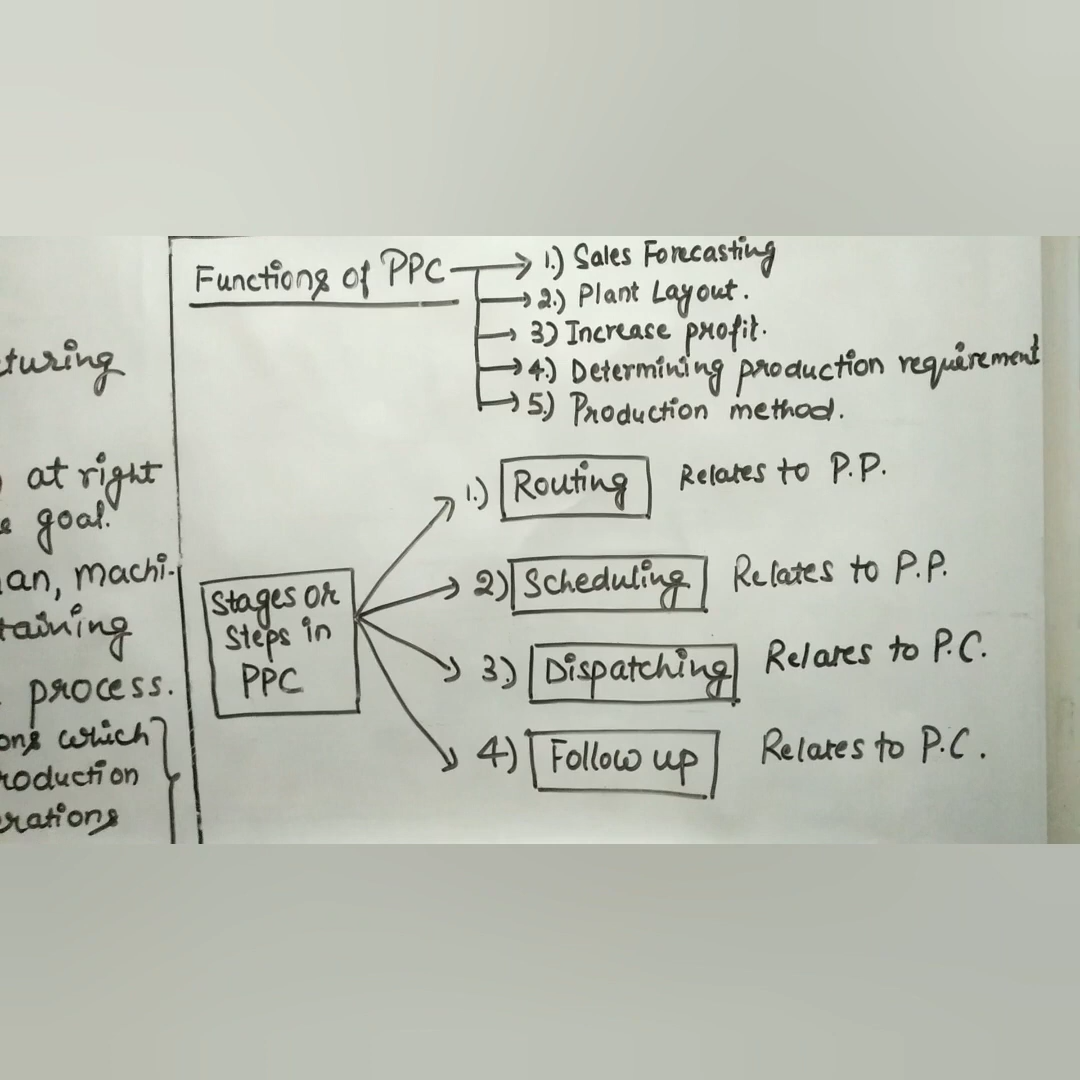 turing
at right
goal.
an, machi-
taining
process.
ons which
roduction
rations
Functions of PPC
1.) Sales Forecasting
2.) Plant Layout.
3) Increase profit.
4.) Determining production requirement
5.) Production method.
Stages or
Steps in
PPC
1.) Routing Relates to P.P.
2) Scheduling Relates to P.P.
3.) Dispatching Relates to P.C.
4) Follow up Relates to P.C.